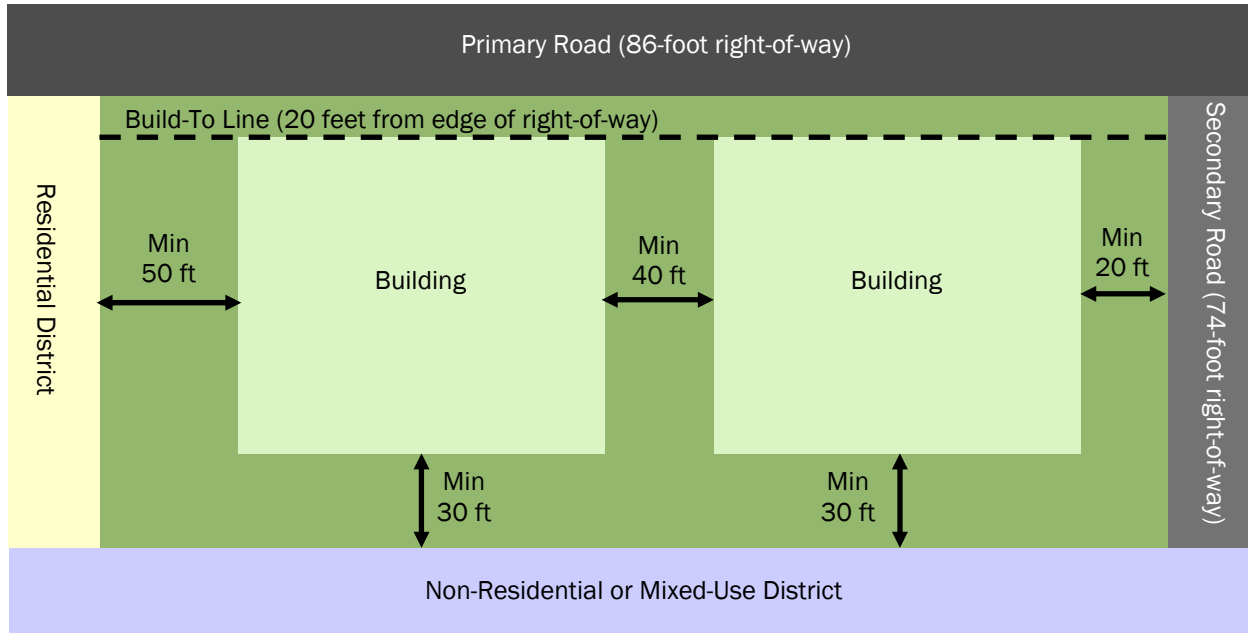 Primary Road (86-foot right-of-way)
Build-To Line (20 feet from edge of right-of-way)
Residential District
Min
50 ft
Building
Min
40 ft
Building
Min
20 ft
Secondary Road (74-foot right-of-way)
Min
30 ft
Min
30 ft
Non-Residential or Mixed-Use District